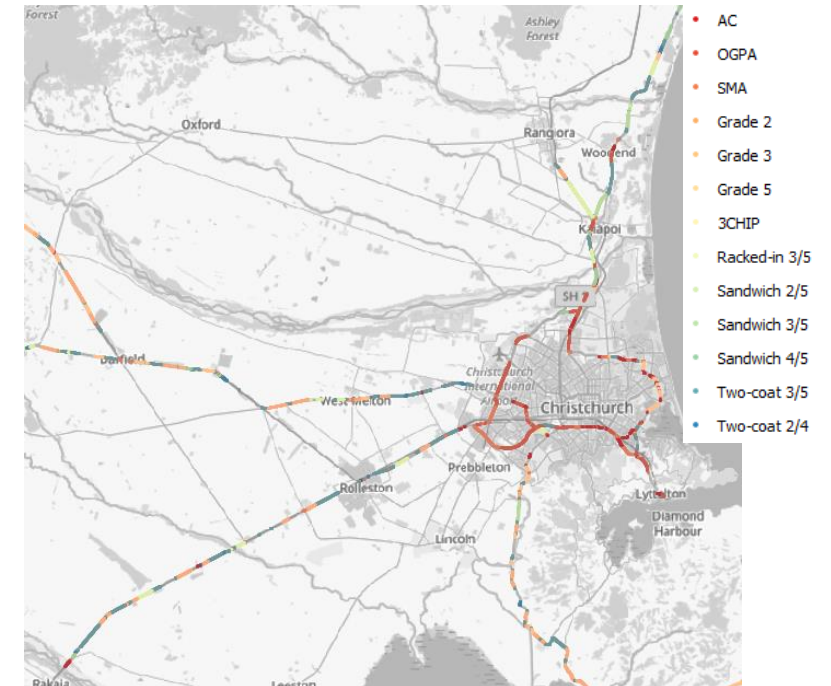 Forest
Ashley
Forest
Oxford
Rangiora
Woodend
Kaiapoi
SH 1
Darfield
West Melton
Christchurch
International
Airport
Christchurch
Prebbleton
Rolleston
Lyttelton
Diamond
Harbour
Lincoln
Rakaia
Leeston
AC
OGPA
SMA
Grade 2
Grade 3
Grade 5
3CHIP
Racked-in 3/5
Sandwich 2/5
Sandwich 3/5
Sandwich 4/5
Two-coat 3/5
Two-coat 2/4